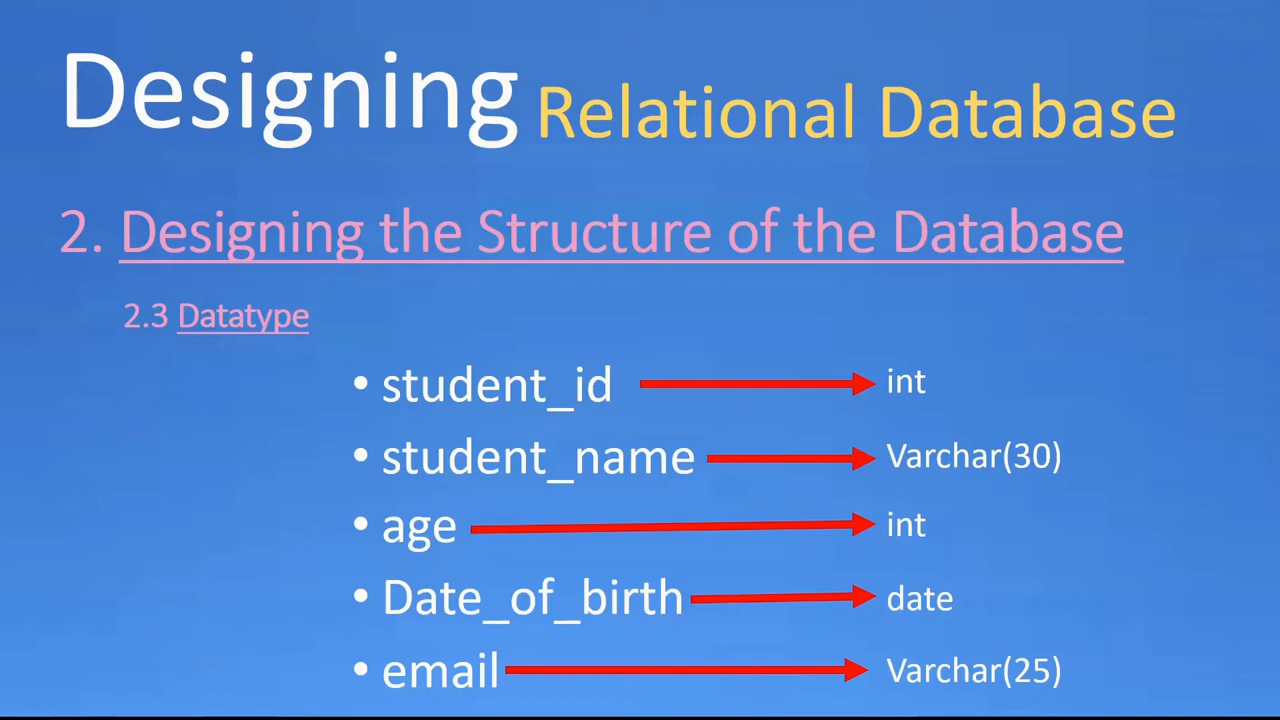 Designing Relational Database
2. Designing the Structure of the Database
2.3 Datatype
• student_id int
• student_name Varchar(30)
• age int
• Date_of_birth date
• email Varchar(25)